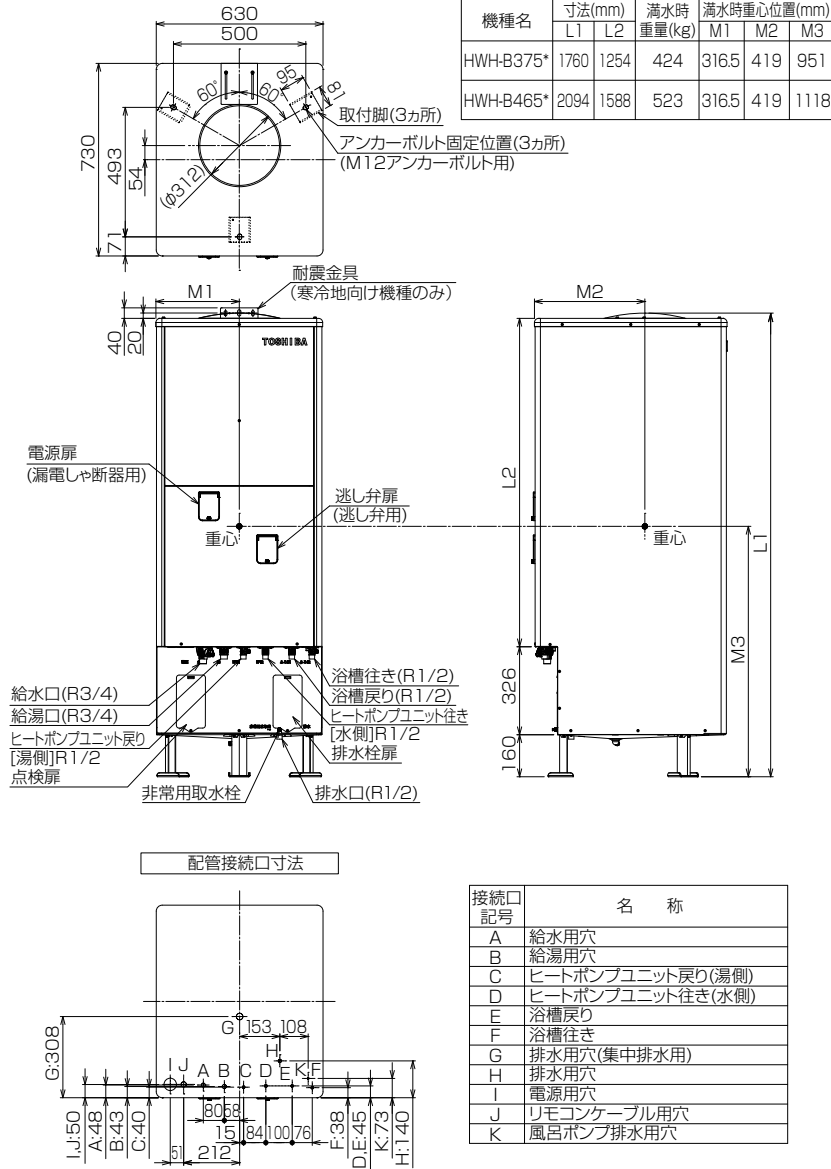 630
500
60°
60°
95
81
730
493
54
71
(φ312)
取付脚(3ヵ所)
アンカーボルト固定位置(3ヵ所)
(M12アンカーボルト用)
機種名 寸法(mm) 満水時重量(kg) 満水時重心位置(mm)
L1 L2 M1 M2 M3
HWH-B375* 1760 1254 424 316.5 419 951
HWH-B465* 2094 1588 523 316.5 419 1118
M1
耐震金具
(寒冷地向け機種のみ)
40
20
TOSHIBA
電源扉
(漏電しゃ断器用)
逃し弁扉
(逃し弁用)
重心
給水口(R3/4)
給湯口(R3/4)
ヒートポンプユニット戻り
[湯側]R1/2
点検扉
非常用取水栓
浴槽往き(R1/2)
浴槽戻り(R1/2)
ヒートポンプユニット往き
[水側]R1/2
排水栓扉
排水口(R1/2)
M2
L2
重心
L1
M3
326
160
配管接続口寸法
G 153 108
H
I J A B C D E K F
G:308
I,J:50
A:48
B:43
C:40
80 58
15 84 100 76
51 212
F:38
D,E:45
K:73
H:140
接続口記号 名 称
A 給水用穴
B 給湯用穴
C ヒートポンプユニット戻り(湯側)
D ヒートポンプユニット往き(水側)
E 浴槽戻り
F 浴槽往き
G 排水用穴(集中排水用)
H 排水用穴
I 電源用穴
J リモコンケーブル用穴
K 風呂ポンプ排水用穴